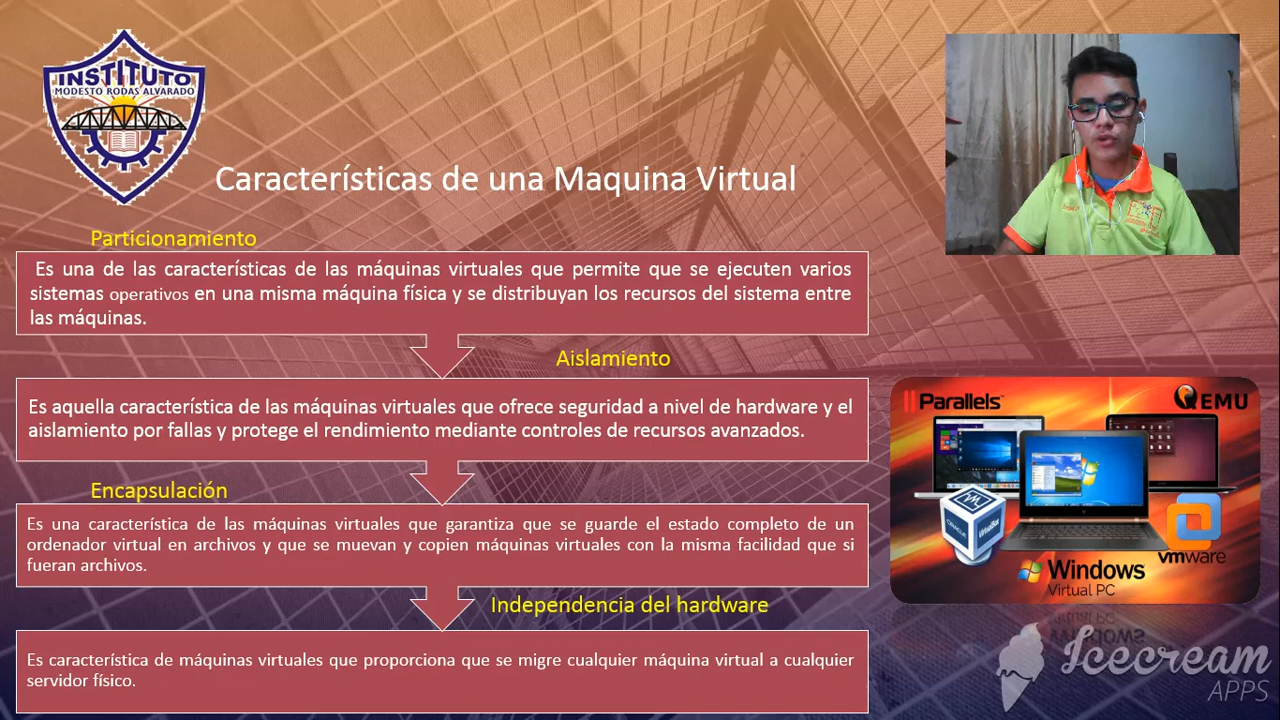 INSTITUTO
MODESTO RODAS ALVARADO
Características de una Maquina Virtual
Particionamiento
Es una de las características de las máquinas virtuales que permite que se ejecuten varios
sistemas operativos en una misma máquina física y se distribuyan los recursos del sistema entre
las máquinas.
Aislamiento
Es aquella característica de las máquinas virtuales que ofrece seguridad a nivel de hardware y el
aislamiento por fallas y protege el rendimiento mediante controles de recursos avanzados.
Encapsulación
Es una característica de las máquinas virtuales que garantiza que se guarde el estado completo de un
ordenador virtual en archivos y que se muevan y copien máquinas virtuales con la misma facilidad que si
fueran archivos.
Independencia del hardware
Es característica de máquinas virtuales que proporciona que se migre cualquier máquina virtual a cualquier
servidor físico.
Parallels
QEMU
ORACLE
VirtualBox
vmware
Windows
Virtual PC
Icecream
APPS